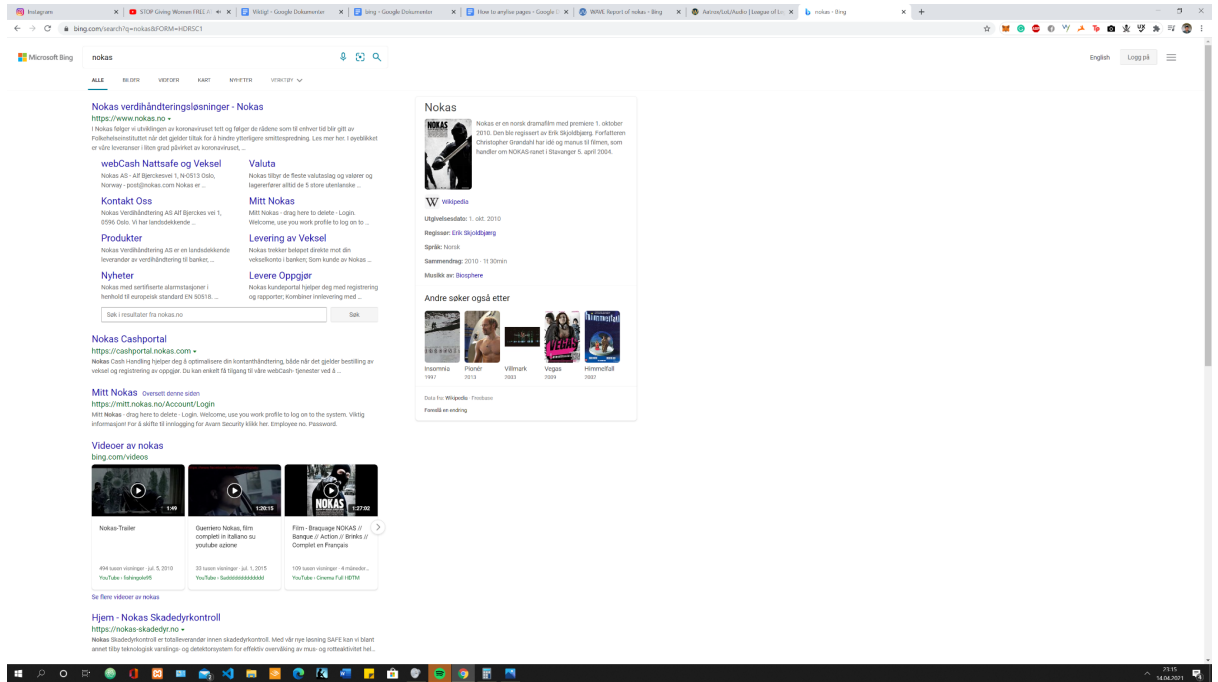 Instagram
STOP Giving Women FREE A
Viktig! - Google Dokumenter
bing - Google Dokumenter
How to anylise pages - Google D
WAVE Report of nokas - Bing
Aatrox/LoL/Audio | League of Le
nokas - Bing
bing.com/search?q=nokas&FORM=HDRSC1
Microsoft Bing
nokas
English
Logg på
ALLE
BILDER
VIDEOER
KART
NYHETER
VERKTØY
Nokas verdihåndteringsløsninger - Nokas
https://www.nokas.no
I Nokas følger vi utviklingen av koronaviruset tett og følger de rådene som til enhver tid blir gitt av
Folkehelseinstituttet når det gjelder tiltak for å hindre ytterligere smittespredning. Les mer her. I øyeblikket
er våre leveranser i liten grad påvirket av koronaviruset, ...
webCash Nattsafe og Veksel
Nokas AS - Alf Bjerckesvei 1, N-0513 Oslo,
Norway - post@nokas.com Nokas er ...
Valuta
Nokas tilbyr de fleste valutaslag og valører og
lagerfører alltid de 5 store utenlanske ...
Kontakt Oss
Nokas Verdihåndtering AS Alf Bjerckes vei 1,
0596 Oslo. Vi har landsdekkende ...
Mitt Nokas
Mitt Nokas - drag here to delete - Login.
Welcome, use you work profile to log on to ...
Produkter
Nokas Verdihåndtering AS er en landsdekkende
leverandør av verdihåndtering til banker, ...
Levering av Veksel
Nokas trekker beløpet direkte mot din
vekselkonto i banken; Som kunde av Nokas ...
Nyheter
Nokas med sertifiserte alarmstasjoner i
henhold til europeisk standard EN 50518. ...
Levere Oppgjør
Nokas kundeportal hjelper deg med registrering
og rapporter; Kombiner innlevering med ...
Søk i resultater fra nokas.no
Søk
Nokas Cashportal
https://cashportal.nokas.com
Nokas Cash Handling hjelper deg å optimalisere din kontanthåndtering, både når det gjelder bestilling av
veksel og registrering av oppgjør. Du kan enkelt få tilgang til våre webCash- tjenester ved å ...
Mitt Nokas Oversett denne siden
https://mitt.nokas.no/Account/Login
Mitt Nokas - drag here to delete - Login. Welcome, use you work profile to log on to the system. Viktig
informasjon! For å skifte til innlogging for Avarn Security klikk her. Employee no. Password.
Videoer av nokas
bing.com/videos
1:49
1:20:15
NOKAS
1:27:02
Nokas-Trailer
494 tusen visninger · jul. 5, 2010
YouTube › fishingole95
Guerriero Nokas, film
completi in italiano su
youtube azione
33 tusen visninger · jul. 1, 2015
Film - Braquage NOKAS //
Banque // Action // Brinks //
Complet en Français
109 tusen visninger · 4 måneder...
YouTube › Cinema Full HDTM
Se flere videoer av nokas
Hjem - Nokas Skadedyrkontroll
https://nokas-skadedyr.no
Nokas Skadedyrkontroll er totalleverandør innen skadedyrkontroll. Med vår nye løsning SAFE kan vi blant
annet tilby teknologisk varslings- og detektorsystem for effektiv overvåking av mus- og rotteaktivitet hel...
Nokas
NOKAS
Nokas er en norsk dramafilm med premiere 1. oktober
2010. Den ble regissert av Erik Skjoldbjærg. Forfatteren
Christopher Grøndahl har idé og manus til filmen, som
handler om NOKAS-ranet i Stavanger 5. april 2004.
W Wikipedia
Utgivelsesdato: 1. okt. 2010
Regissør: Erik Skjoldbjærg
Språk: Norsk
Sammendrag: 2010 · 1t 30min
Musikk av: Biosphere
Andre søker også etter
VEGAS
Insomnia
1997
Pionér
2013
Villmark
2003
Vegas
2009
Himmelfall
2002
Data fra: Wikipedia · Freebase
Foreslå en endring
23:15
14.04.2021